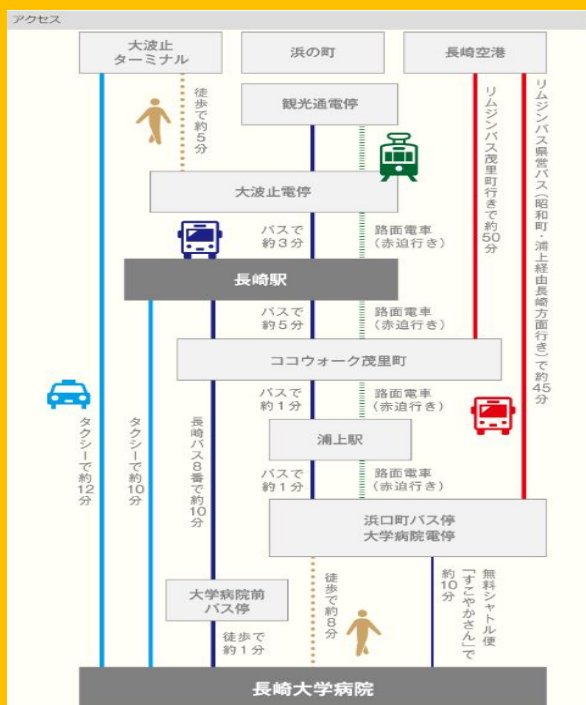 アクセス
大波止
ターミナル
浜の町
長崎空港
観光通電停
徒歩で約5分
リムジンバス茂里町行きで約50分
リムジンバス県営バス(昭和町・浦上経由長崎方面行き)で約45分
大波止電停
バスで
約3分
路面電車
(赤迫行き)
長崎駅
バスで
約5分
路面電車
(赤迫行き)
ココウォーク茂里町
バスで
約1分
路面電車
(赤迫行き)
タクシーで約12分
タクシーで約10分
長崎バス8番で約10分
浦上駅
バスで
約1分
路面電車
(赤迫行き)
浜口町バス停
大学病院電停
大学病院前
バス停
徒歩で
約1分
徒歩で約8分
無料シャトル便
「すこやかさん」で
約10分
長崎大学病院